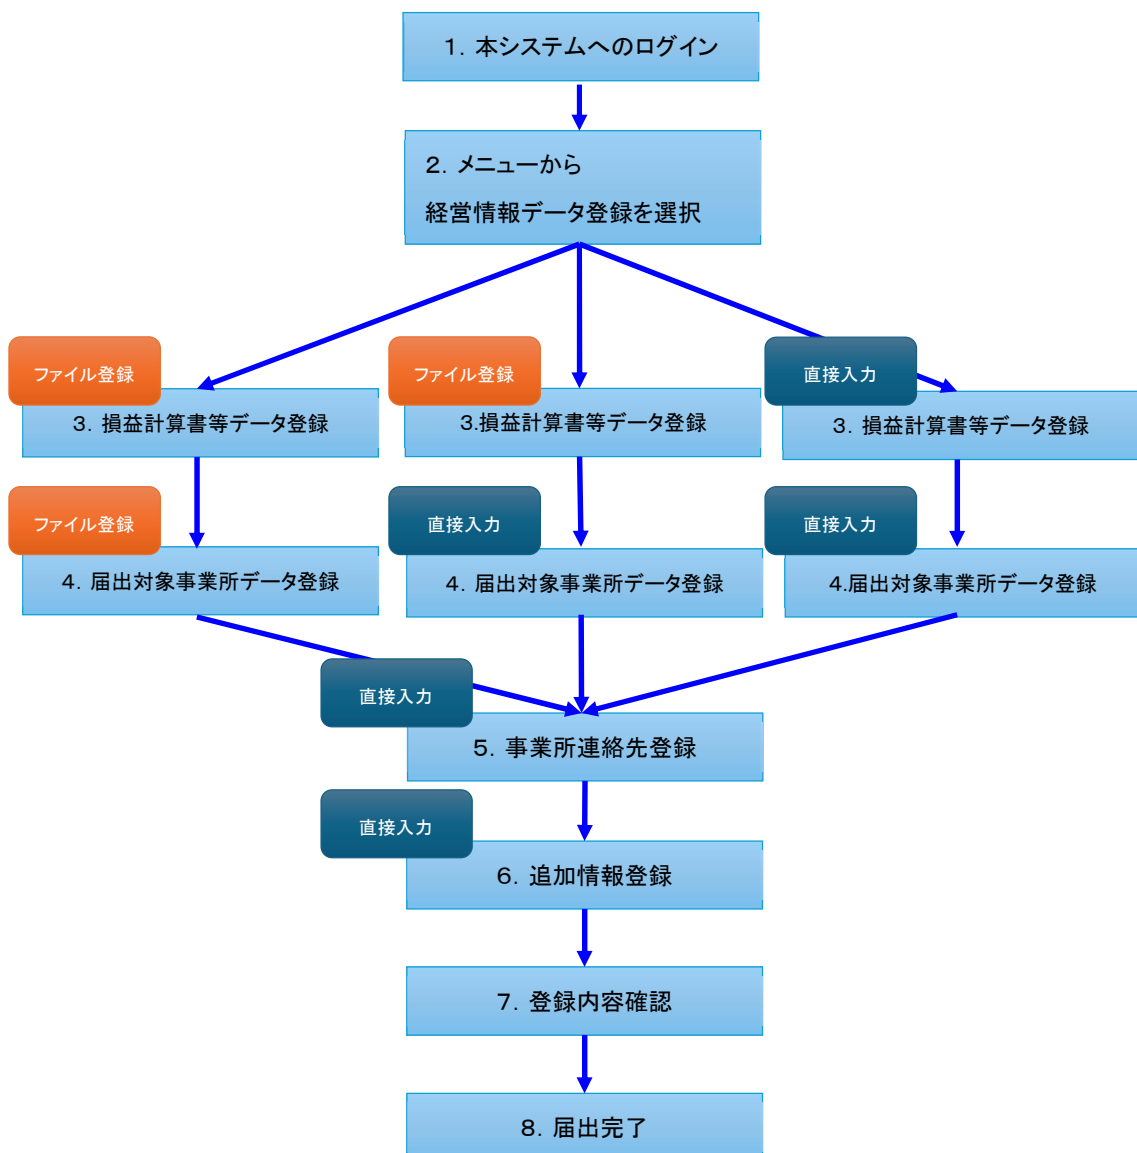 １．本システムへのログイン
２．メニューから
経営情報データ登録を選択
ファイル登録
ファイル登録
直接入力
３．損益計算書等データ登録
３.損益計算書等データ登録
３．損益計算書等データ登録
ファイル登録
直接入力
直接入力
４．届出対象事業所データ登録
４．届出対象事業所データ登録
４.届出対象事業所データ登録
直接入力
５．事業所連絡先登録
直接入力
６．追加情報登録
７．登録内容確認
８．届出完了